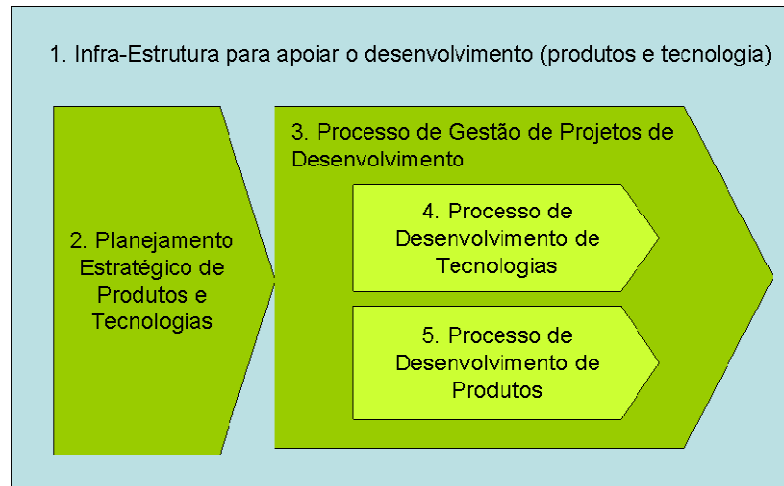 1. Infra-Estrutura para apoiar o desenvolvimento (produtos e tecnologia)
2. Planejamento
Estratégico de
Produtos e
Tecnologias
3. Processo de Gestão de Projetos de
Desenvolvimento
4. Processo de
Desenvolvimento de
Tecnologias
5. Processo de
Desenvolvimento de
Produtos